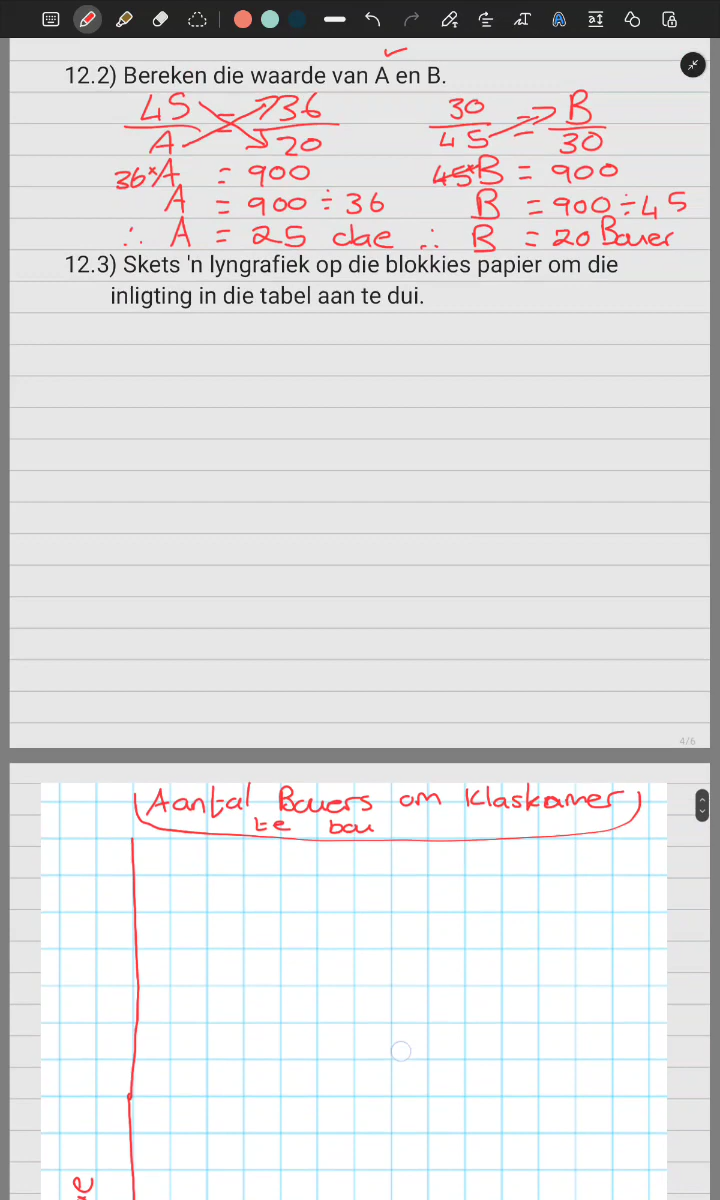 12.2) Bereken die waarde van A en B.
45 = 36 30 = B
A 20 45 30
36×A = 900 45×B = 900
A = 900 ÷ 36 B = 900 ÷ 45
∴ A = 25 dae ∴ B = 20 Bouer
12.3) Skets 'n lyngrafiek op die blokkies papier om die
inligting in die tabel aan te dui.
4/6
Aantal Bouers om Klaskamer
te bou